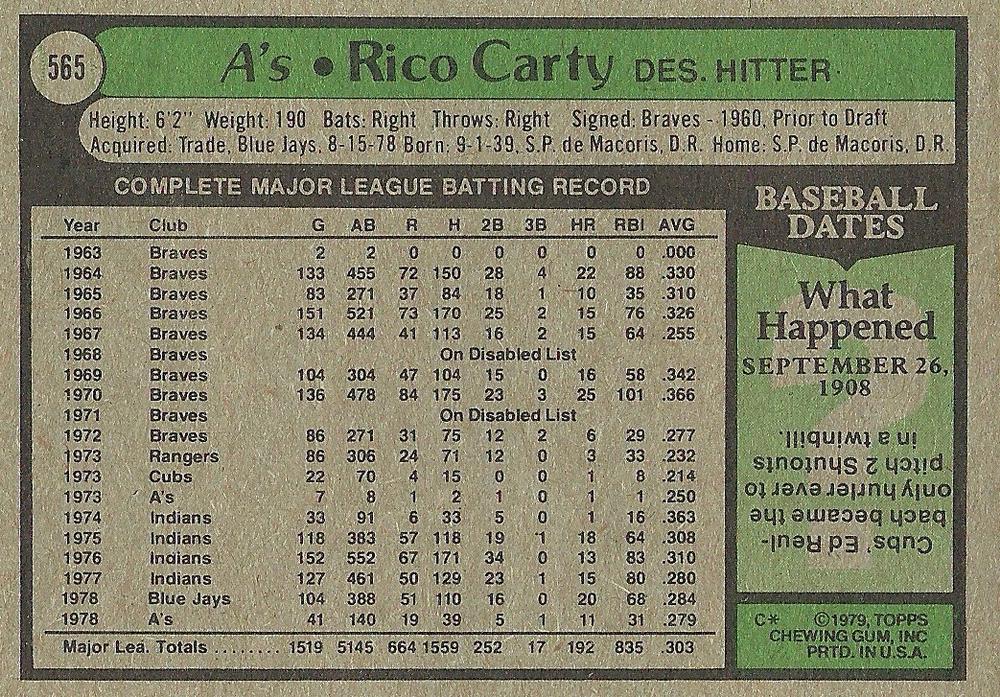 565
A's • Rico Carty DES. HITTER
Height: 6'2" Weight: 190 Bats: Right Throws: Right Signed: Braves - 1960, Prior to Draft
Acquired: Trade, Blue Jays, 8-15-78 Born: 9-1-39, S.P. de Macoris, D.R. Home: S.P. de Macoris, D.R.
COMPLETE MAJOR LEAGUE BATTING RECORD
Year Club G AB R H 2B 3B HR RBI AVG
1963 Braves 2 2 0 0 0 0 0 0 .000
1964 Braves 133 455 72 150 28 4 22 88 .330
1965 Braves 83 271 37 84 18 1 10 35 .310
1966 Braves 151 521 73 170 25 2 15 76 .326
1967 Braves 134 444 41 113 16 2 15 64 .255
1968 Braves On Disabled List
1969 Braves 104 304 47 104 15 0 16 58 .342
1970 Braves 136 478 84 175 23 3 25 101 .366
1971 Braves On Disabled List
1972 Braves 86 271 31 75 12 2 6 29 .277
1973 Rangers 86 306 24 71 12 0 3 33 .232
1973 Cubs 22 70 4 15 0 0 1 8 .214
1973 A's 7 8 1 2 1 0 1 1 .250
1974 Indians 33 91 6 33 5 0 1 16 .363
1975 Indians 118 383 57 118 19 1 18 64 .308
1976 Indians 152 552 67 171 34 0 13 83 .310
1977 Indians 127 461 50 129 23 1 15 80 .280
1978 Blue Jays 104 388 51 110 16 0 20 68 .284
1978 A's 41 140 19 39 5 1 11 31 .279
Major Lea. Totals ........ 1519 5145 664 1559 252 17 192 835 .303
BASEBALL
DATES
What
Happened
SEPTEMBER 26,
1908
?
Cubs' Ed Reul-
bach became the
only hurler ever to
pitch 2 Shutouts
in a twinbill.
C* ©1979, TOPPS
CHEWING GUM, INC
PRTD. IN U.S.A.